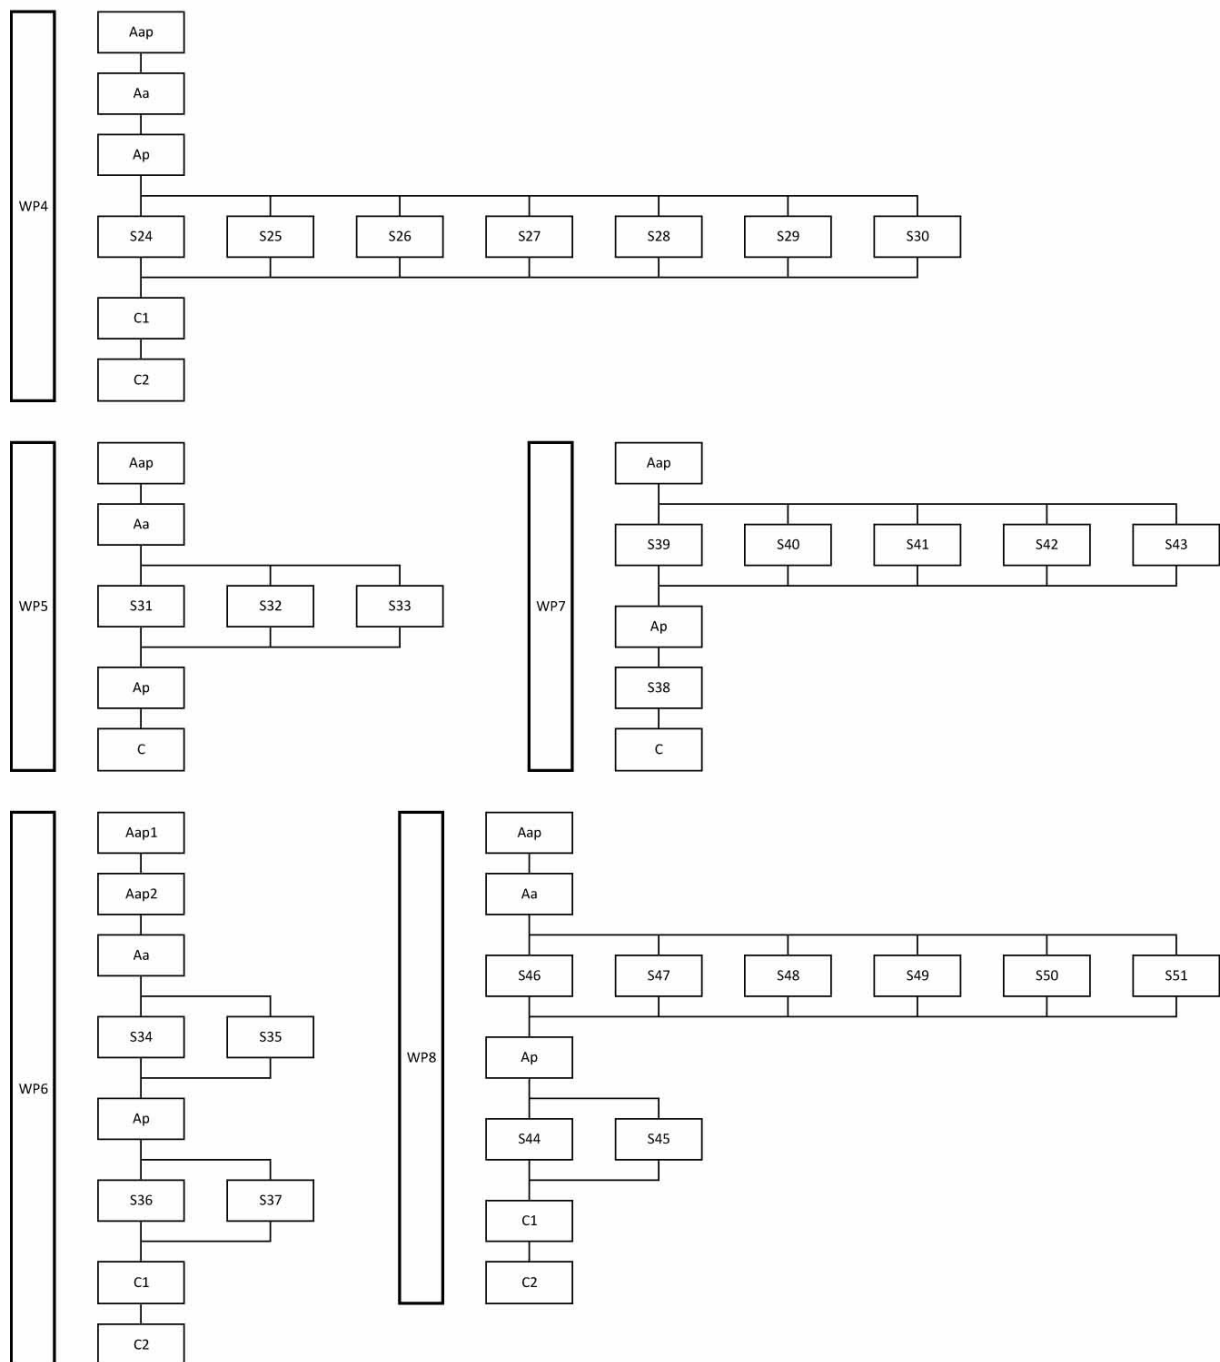 Aap
Aa
Ap
WP4
S24 S25 S26 S27 S28 S29 S30
C1
C2
Aap
Aa
WP5
S31 S32 S33
Ap
C
Aap
S39 S40 S41 S42 S43
WP7
Ap
S38
C
Aap1
Aap2
Aa
S34 S35
WP6
Ap
S36 S37
C1
C2
Aap
Aa
S46 S47 S48 S49 S50 S51
WP8
Ap
S44 S45
C1
C2